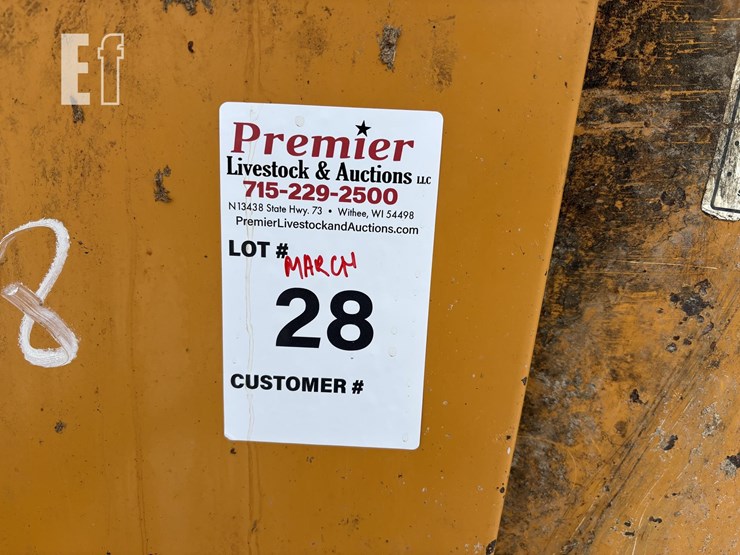 Ef
Premier
Livestock & Auctions LLC
715-229-2500
N13438 State Hwy. 73 • Withee, WI 54498
PremierLivestockandAuctions.com
LOT #
MARCH
28
CUSTOMER #
8